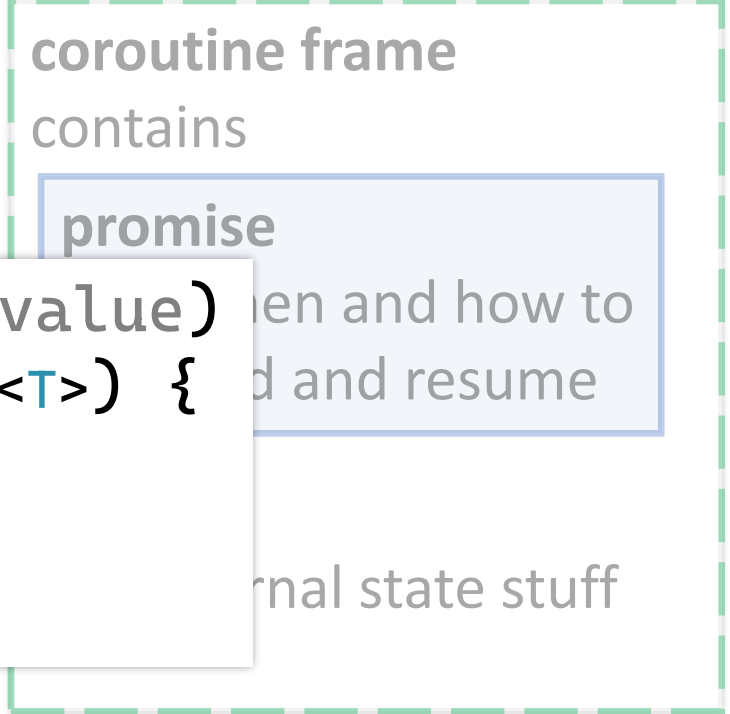 coroutine frame
contains
promise
value)
en and how to
<T>) {
d and resume
rnal state stuff